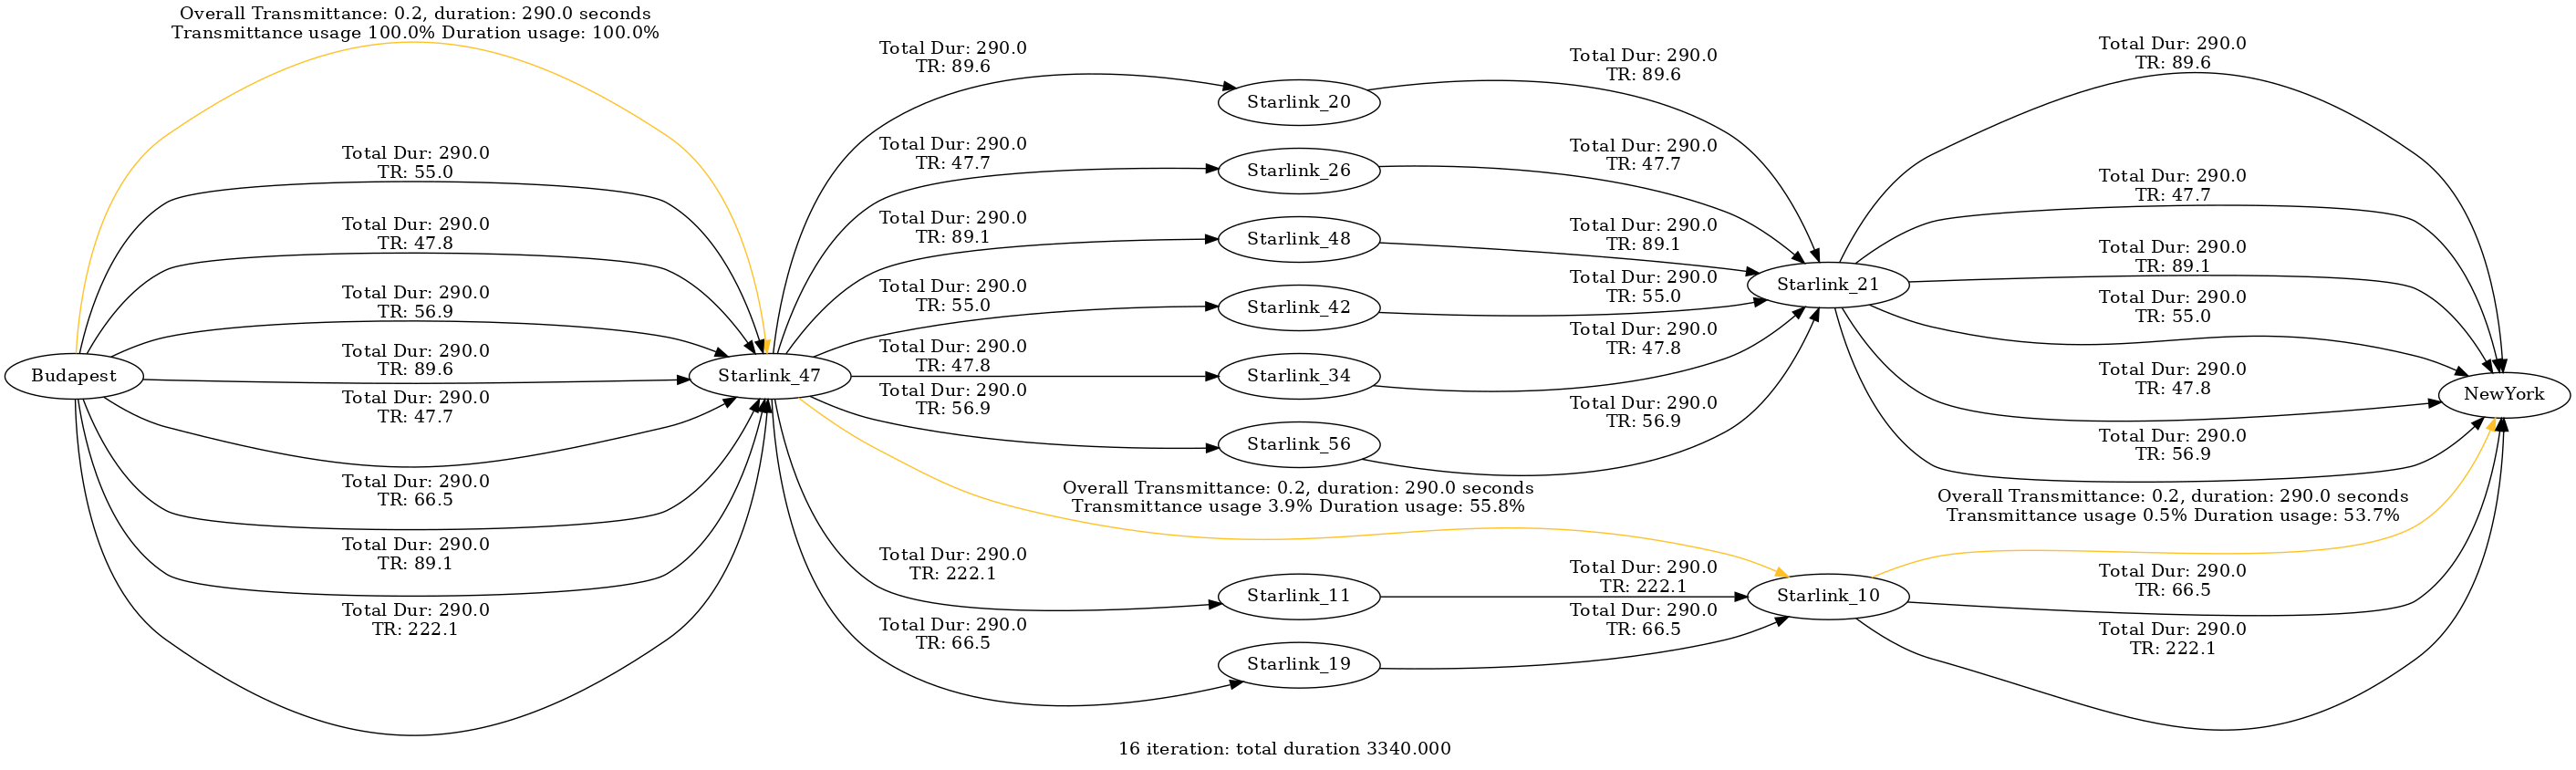 Overall Transmittance: 0.2, duration: 290.0 seconds
Transmittance usage 100.0% Duration usage: 100.0%
Total Dur: 290.0
TR: 55.0
Total Dur: 290.0
TR: 47.8
Total Dur: 290.0
TR: 56.9
Total Dur: 290.0
TR: 89.6
Total Dur: 290.0
TR: 47.7
Total Dur: 290.0
TR: 66.5
Total Dur: 290.0
TR: 89.1
Total Dur: 290.0
TR: 222.1
Budapest
Starlink_47
Total Dur: 290.0
TR: 89.6
Total Dur: 290.0
TR: 47.7
Total Dur: 290.0
TR: 89.1
Total Dur: 290.0
TR: 55.0
Total Dur: 290.0
TR: 47.8
Total Dur: 290.0
TR: 56.9
Overall Transmittance: 0.2, duration: 290.0 seconds
Transmittance usage 3.9% Duration usage: 55.8%
Total Dur: 290.0
TR: 222.1
Total Dur: 290.0
TR: 66.5
Starlink_20
Starlink_26
Starlink_48
Starlink_42
Starlink_34
Starlink_56
Starlink_11
Starlink_19
Total Dur: 290.0
TR: 89.6
Total Dur: 290.0
TR: 47.7
Total Dur: 290.0
TR: 89.1
Total Dur: 290.0
TR: 55.0
Total Dur: 290.0
TR: 47.8
Total Dur: 290.0
TR: 56.9
Total Dur: 290.0
TR: 222.1
Total Dur: 290.0
TR: 66.5
Starlink_21
Starlink_10
Total Dur: 290.0
TR: 89.6
Total Dur: 290.0
TR: 47.7
Total Dur: 290.0
TR: 89.1
Total Dur: 290.0
TR: 55.0
Total Dur: 290.0
TR: 47.8
Total Dur: 290.0
TR: 56.9
Overall Transmittance: 0.2, duration: 290.0 seconds
Transmittance usage 0.5% Duration usage: 53.7%
Total Dur: 290.0
TR: 66.5
Total Dur: 290.0
TR: 222.1
NewYork
16 iteration: total duration 3340.000